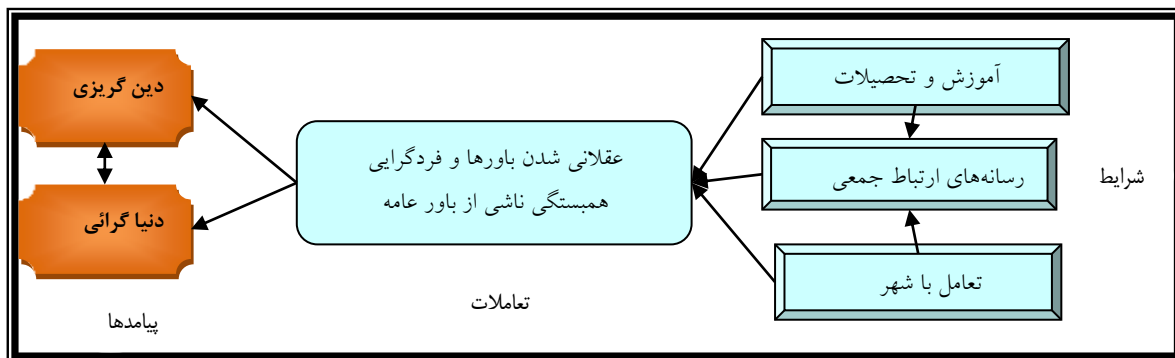 آموزش و تحصیلات
رسانه‌های ارتباط جمعی
تعامل با شهر
شرایط
عقلانی شدن باورها و فردگرایی
همبستگی ناشی از باور عامه
تعاملات
دین گریزی
دنیا گرائی
پیامدها